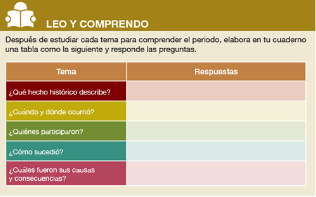 LEO Y COMPRENDO
Después de estudiar cada tema para comprender el periodo, elabora en tu cuaderno
una tabla como la siguiente y responde las preguntas.
Tema Respuestas
¿Qué hecho histórico describe?
¿Cuándo y dónde ocurrió?
¿Quiénes participaron?
¿Cómo sucedió?
¿Cuáles fueron sus causas
y consecuencias?